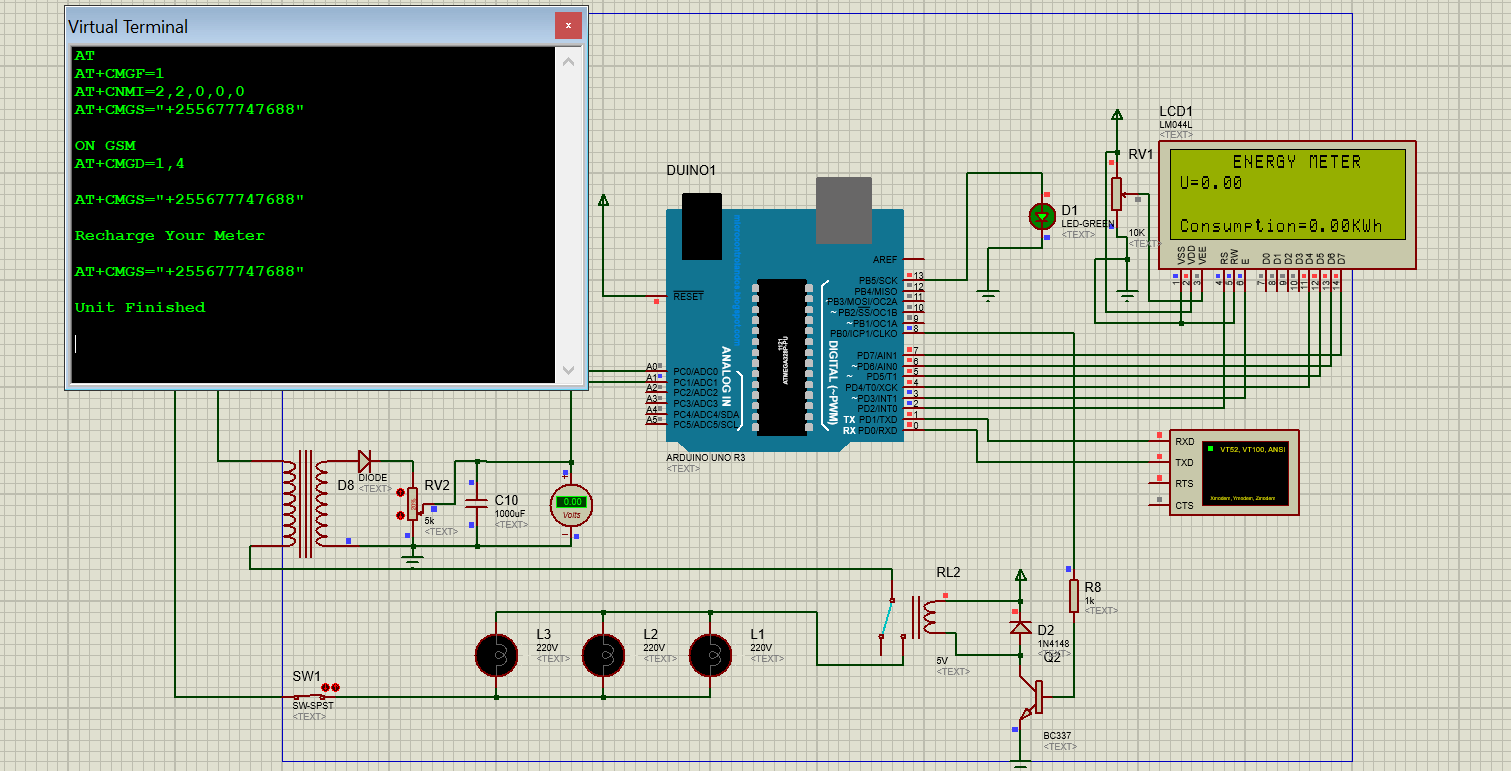 Virtual Terminal
AT
AT+CMGF=1
AT+CNMI=2,2,0,0,0
AT+CMGS="+255677747688"
ON GSM
AT+CMGD=1,4
AT+CMGS="+255677747688"
Recharge Your Meter
AT+CMGS="+255677747688"
Unit Finished
DUINO1
RESET
AREF
13
PB5/SCK
12
PB4/MISO
11
~PB3/MOSI/OC2A
10
~PB2/SS/OC1B
9
~PB1/OC1A
8
PB0/ICP1/CLKO
7
PD7/AIN1
6
~PD6/AIN0
5
~PD5/T1
4
PD4/T0/XCK
3
~PD3/INT1
2
PD2/INT0
1
TX PD1/TXD
0
RX PD0/RXD
A0
PC0/ADC0
A1
PC1/ADC1
A2
PC2/ADC2
A3
PC3/ADC3
A4
PC4/ADC4/SDA
A5
PC5/ADC5/SCL
ANALOG IN
DIGITAL (~PWM)
1121
ATMEGA328P-PU
ARDUINO UNO R3
<TEXT>
D1
LED-GREEN
<TEXT>
RV1
10K
<TEXT>
LCD1
LM044L
<TEXT>
ENERGY METER
U=0.00
Consumption=0.00KWh
VSS VDD VEE RS RW E D0 D1 D2 D3 D4 D5 D6 D7
1 2 3 4 5 6 7 8 9 10 11 12 13 14
RXD
TXD
RTS
CTS
VT52, VT100, ANSI
Xmodem, Ymodem, Zmodem
D8
DIODE
<TEXT>
RV2
5k
<TEXT>
C10
1000uF
<TEXT>
+
0.00
Volts
-
RL2
5V
<TEXT>
D2
1N4148
<TEXT>
R8
1k
<TEXT>
Q2
BC337
<TEXT>
L3
220V
<TEXT>
L2
220V
<TEXT>
L1
220V
<TEXT>
SW1
SW-SPST
<TEXT>